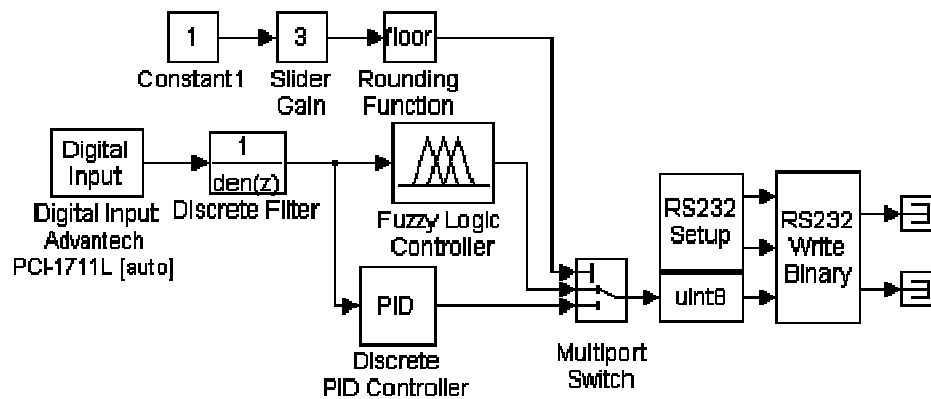 1
3
floor
Constant1
Slider
Gain
Rounding
Function
Digital
Input
1
den(z)
Digital Input
Advantech
PCI-1711L [auto]
Discrete Filter
Fuzzy Logic
Controller
PID
Discrete
PID Controller
Multiport
Switch
RS232
Setup
uint8
RS232
Write
Binary